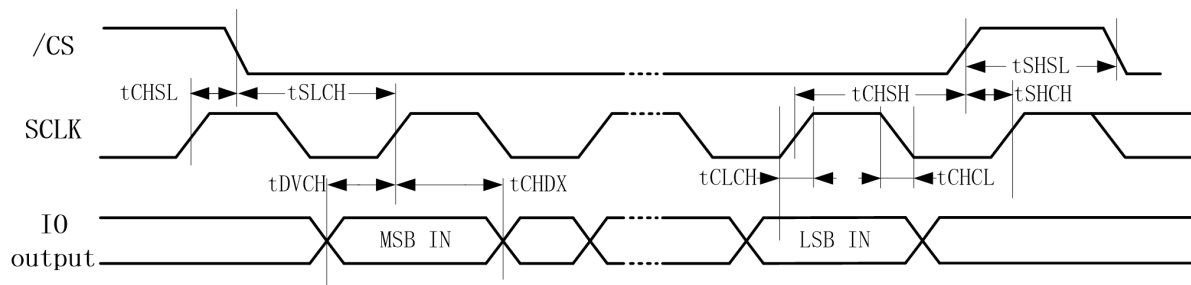 /CS
tSHSL
tCHSL
tSLCH
tCHSH
tSHCH
SCLK
tDVCH
tCHDX
tCLCH
tCHCL
IO
output
MSB IN
LSB IN